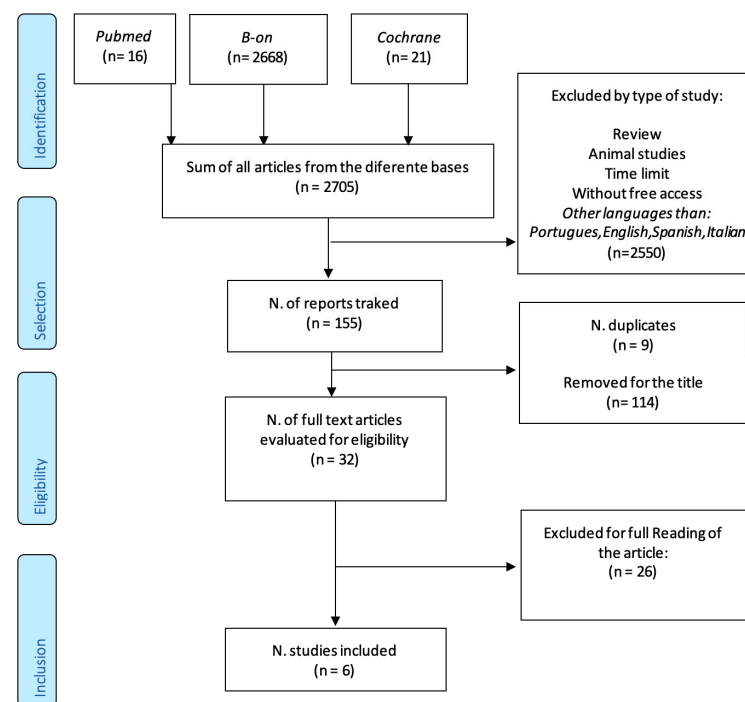 Identification
Pubmed
(n= 16)
B-on
(n= 2668)
Cochrane
(n= 21)
Sum of all articles from the diferente bases
(n = 2705)
Excluded by type of study:
Review
Animal studies
Time limit
Without free access
Other languages than:
Portugues,English,Spanish,Italian
(n=2550)
Selection
N. of reports traked
(n = 155)
N. duplicates
(n = 9)
Removed for the title
(n= 114)
Eligibility
N. of full text articles
evaluated for eligibility
(n = 32)
Excluded for full Reading of
the article:
(n = 26)
Inclusion
N. studies included
(n = 6)